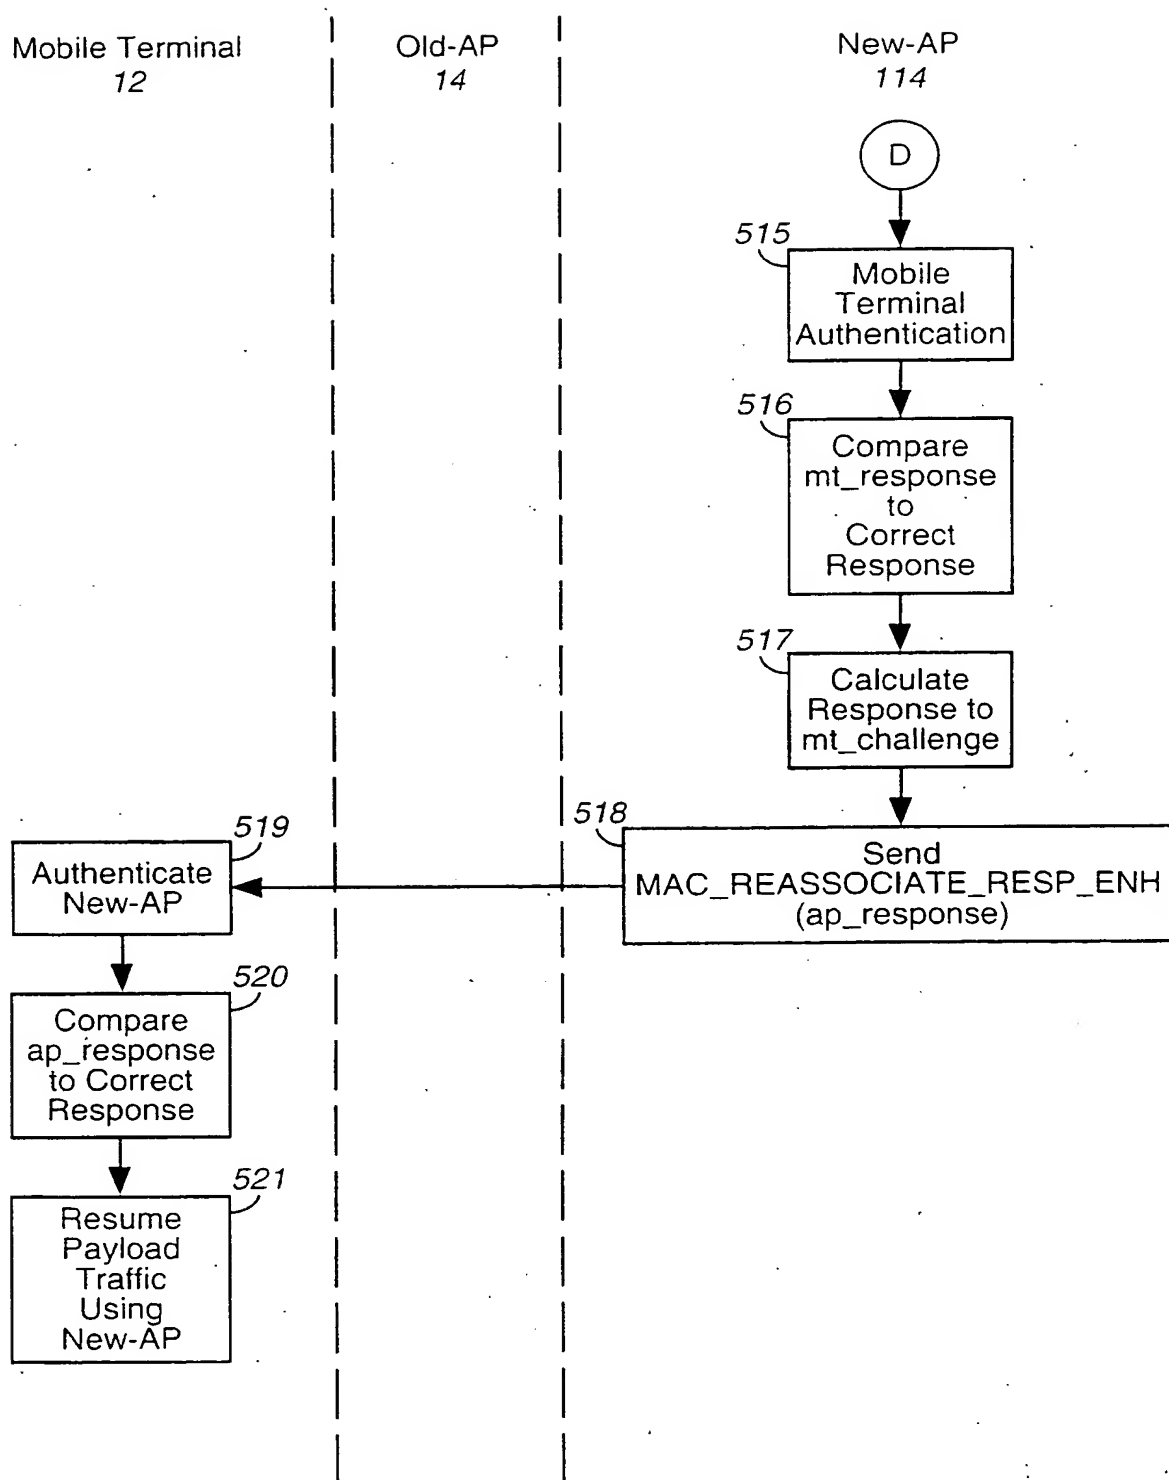 Mobile Terminal
12
Old-AP
14
New-AP
114
D
515
Mobile
Terminal
Authentication
516
Compare
mt_response
to
Correct
Response
517
Calculate
Response to
mt_challenge
518
Send
MAC_REASSOCIATE_RESP_ENH
(ap_response)
519
Authenticate
New-AP
520
Compare
ap_response
to Correct
Response
521
Resume
Payload
Traffic
Using
New-AP